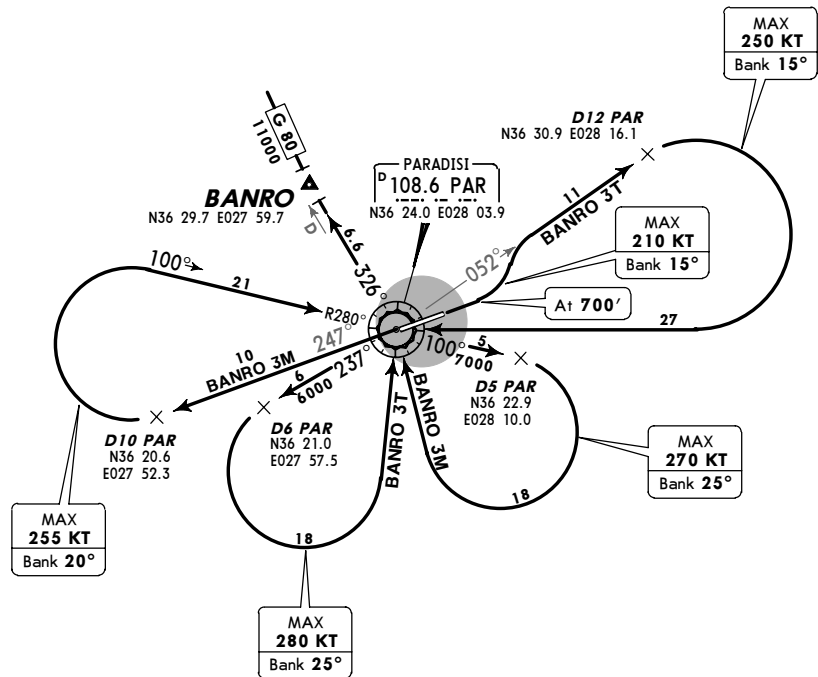 MAX
250 KT
Bank 15°
D12 PAR
N36 30.9 E028 16.1
G 80
11000
PARADISI
D 108.6 PAR
N36 24.0 E028 03.9
BANRO
N36 29.7 E027 59.7
D
6.6
326°
11
BANRO 3T
052°
MAX
210 KT
Bank 15°
At 700'
27
100°
21
R280°
247°
10
BANRO 3M
237°
6
6000
100°
5
7000
D5 PAR
N36 22.9
E028 10.0
D10 PAR
N36 20.6
E027 52.3
D6 PAR
N36 21.0
E027 57.5
BANRO 3T
BANRO 3M
MAX
270 KT
Bank 25°
18
18
MAX
255 KT
Bank 20°
MAX
280 KT
Bank 25°